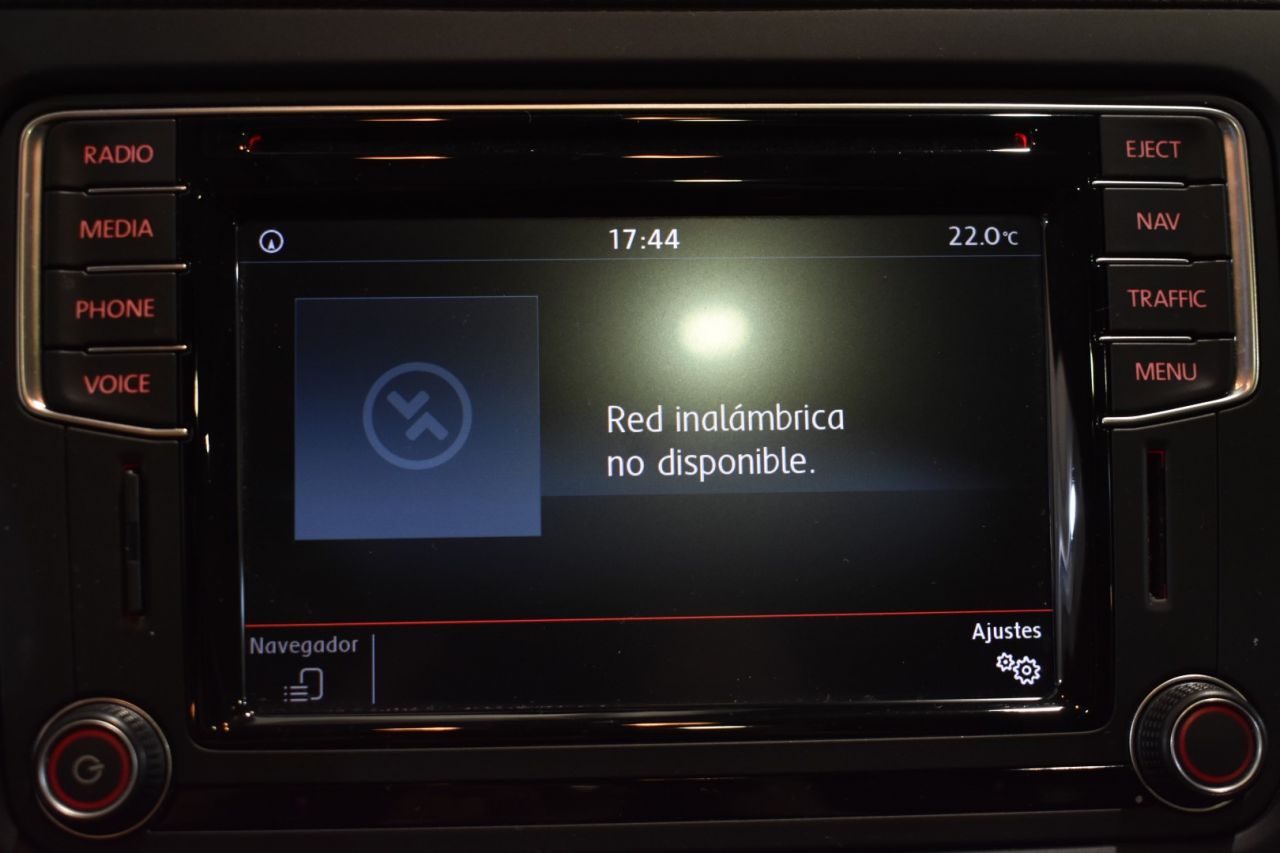 RADIO
MEDIA
PHONE
VOICE
17:44
22.0°C
Red inalámbrica
no disponible.
Navegador
Ajustes
EJECT
NAV
TRAFFIC
MENU